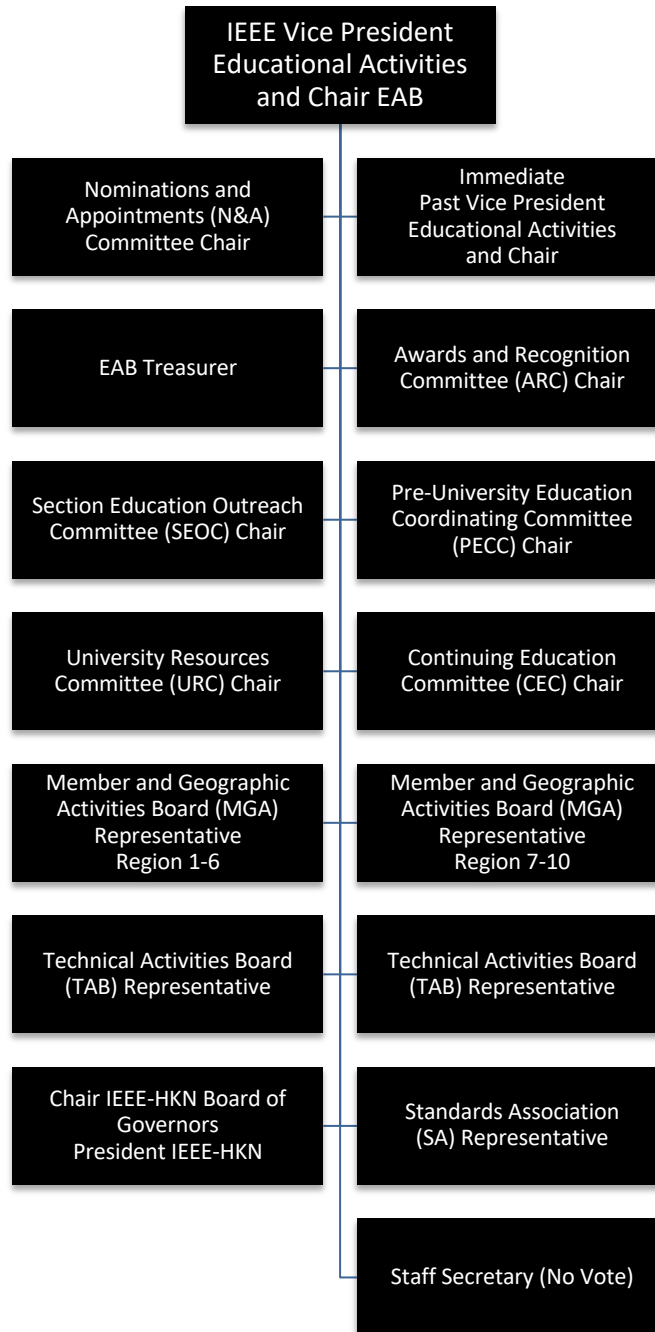 IEEE Vice President
Educational Activities
and Chair EAB
Nominations and
Appointments (N&A)
Committee Chair
Immediate
Past Vice President
Educational Activities
and Chair
EAB Treasurer
Awards and Recognition
Committee (ARC) Chair
Section Education Outreach
Committee (SEOC) Chair
Pre-University Education
Coordinating Committee
(PECC) Chair
University Resources
Committee (URC) Chair
Continuing Education
Committee (CEC) Chair
Member and Geographic
Activities Board (MGA)
Representative
Region 1-6
Member and Geographic
Activities Board (MGA)
Representative
Region 7-10
Technical Activities Board
(TAB) Representative
Technical Activities Board
(TAB) Representative
Chair IEEE-HKN Board of
Governors
President IEEE-HKN
Standards Association
(SA) Representative
Staff Secretary (No Vote)